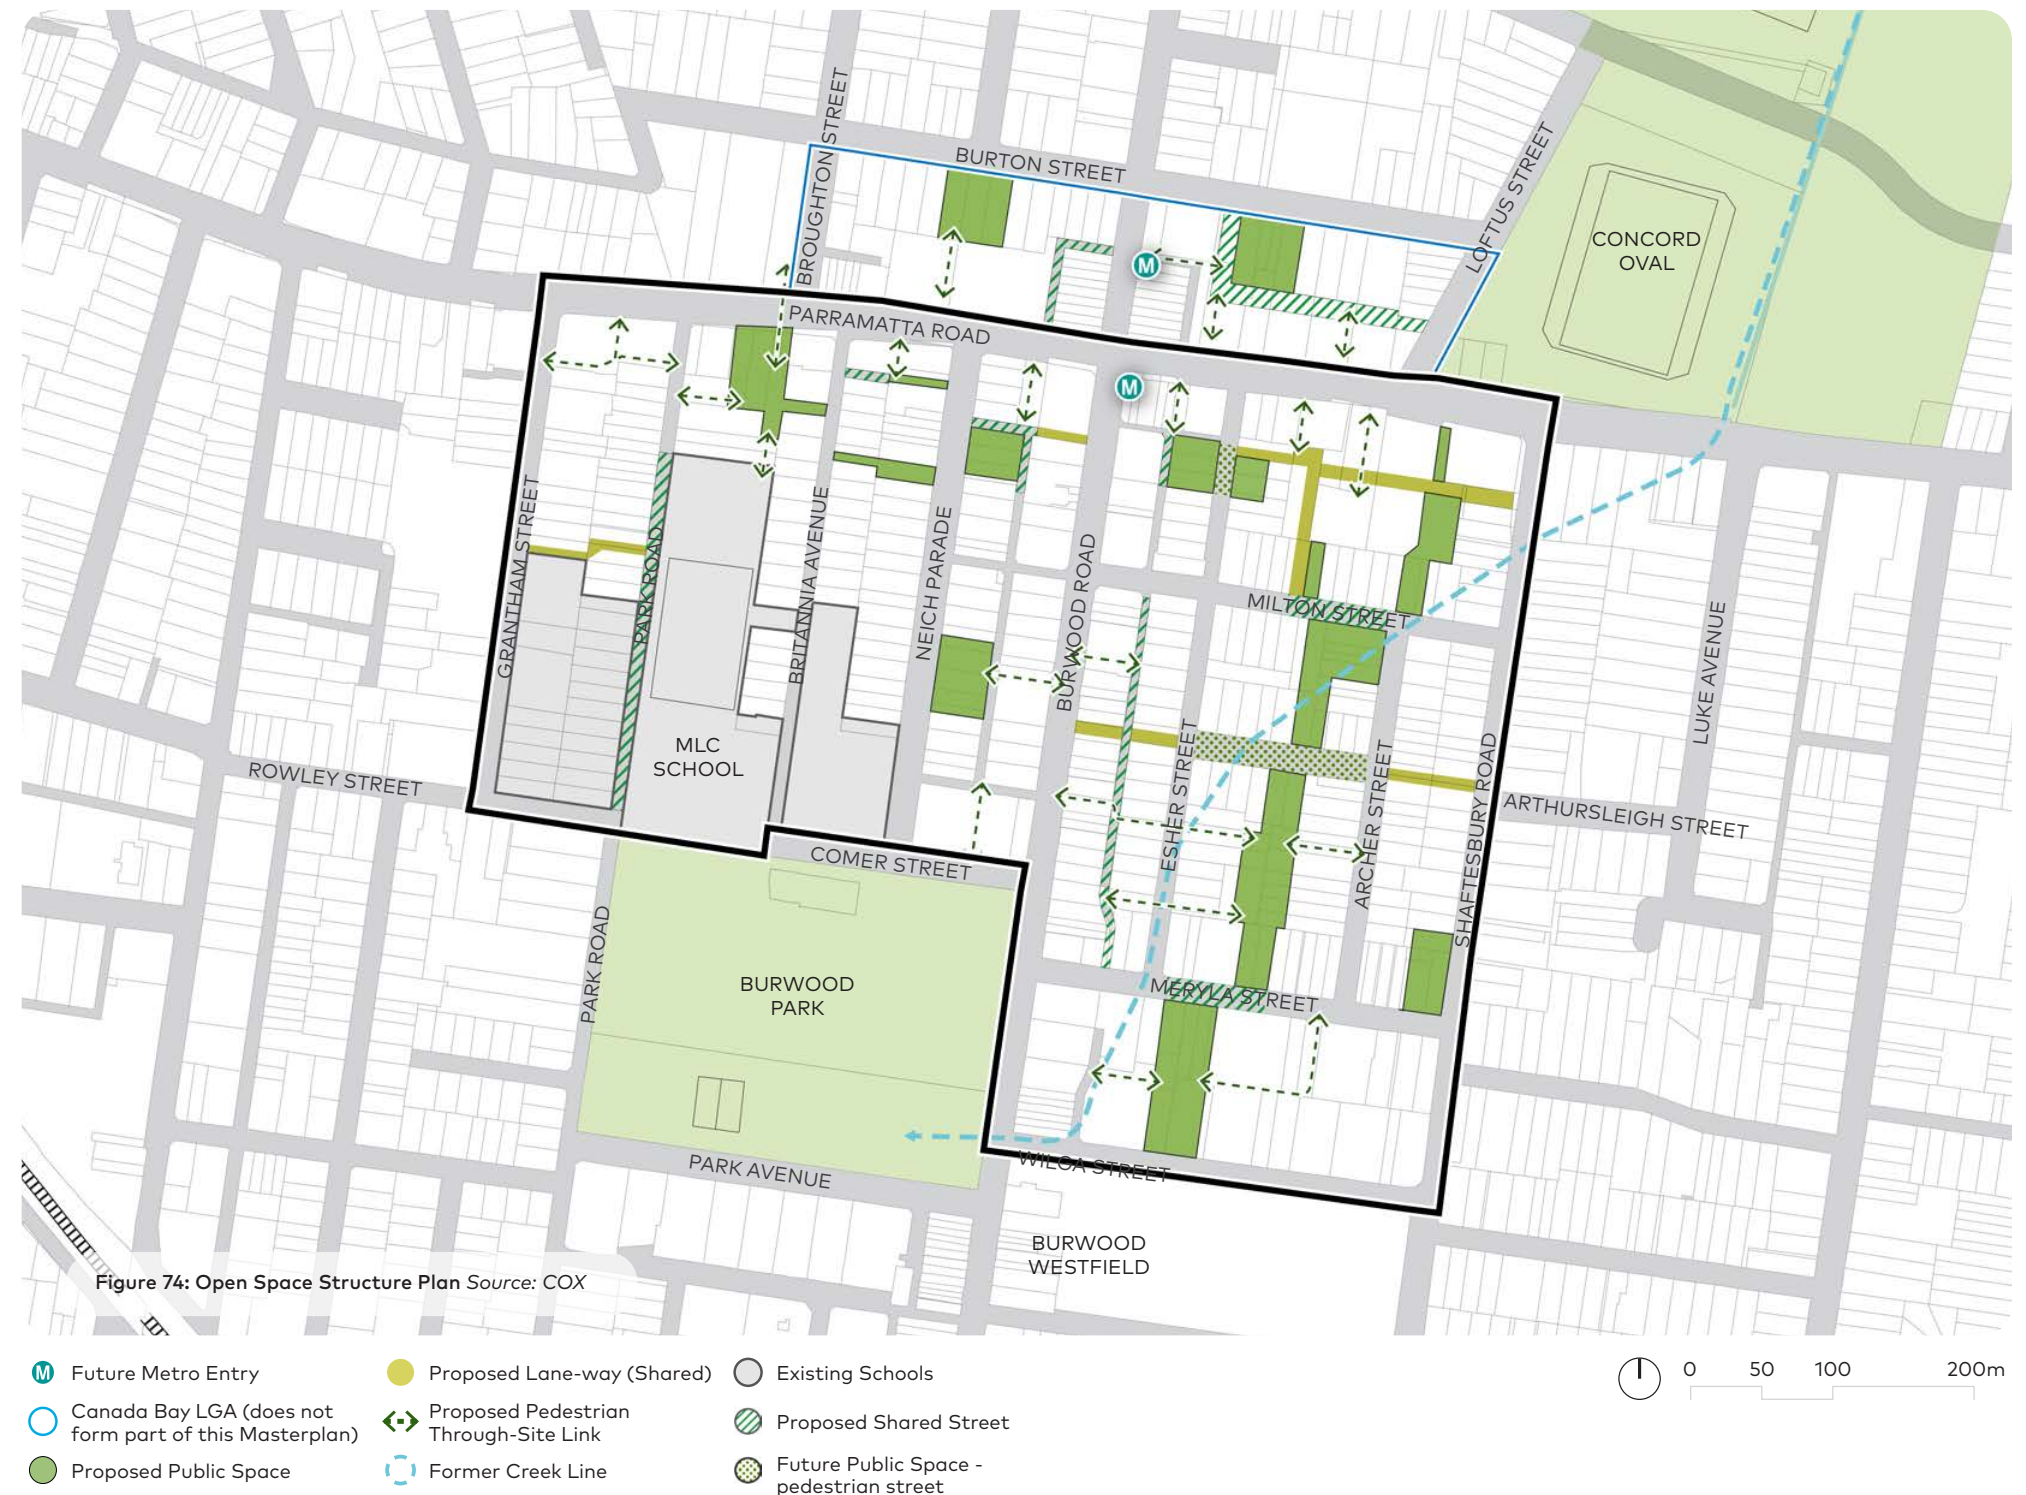 BROUGHTON STREET
BURTON STREET
LOFTUS STREET
CONCORD
OVAL
M
PARRAMATTA ROAD
M
GRANTHAM STREET
PARK ROAD
BRITANNIA AVENUE
NEICH PARADE
BURWOOD ROAD
MILTON STREET
LUKE AVENUE
MLC
SCHOOL
ROWLEY STREET
ESHER STREET
ARCHER STREET
SHAFTESBURY ROAD
ARTHURSLEIGH STREET
COMER STREET
PARK ROAD
BURWOOD
PARK
MERYLA STREET
PARK AVENUE
WILGA STREET
BURWOOD
WESTFIELD
Figure 74: Open Space Structure Plan Source: COX
M Future Metro Entry
Canada Bay LGA (does not
form part of this Masterplan)
Proposed Public Space
Proposed Lane-way (Shared)
Proposed Pedestrian
Through-Site Link
Former Creek Line
Existing Schools
Proposed Shared Street
Future Public Space -
pedestrian street
0 50 100 200m